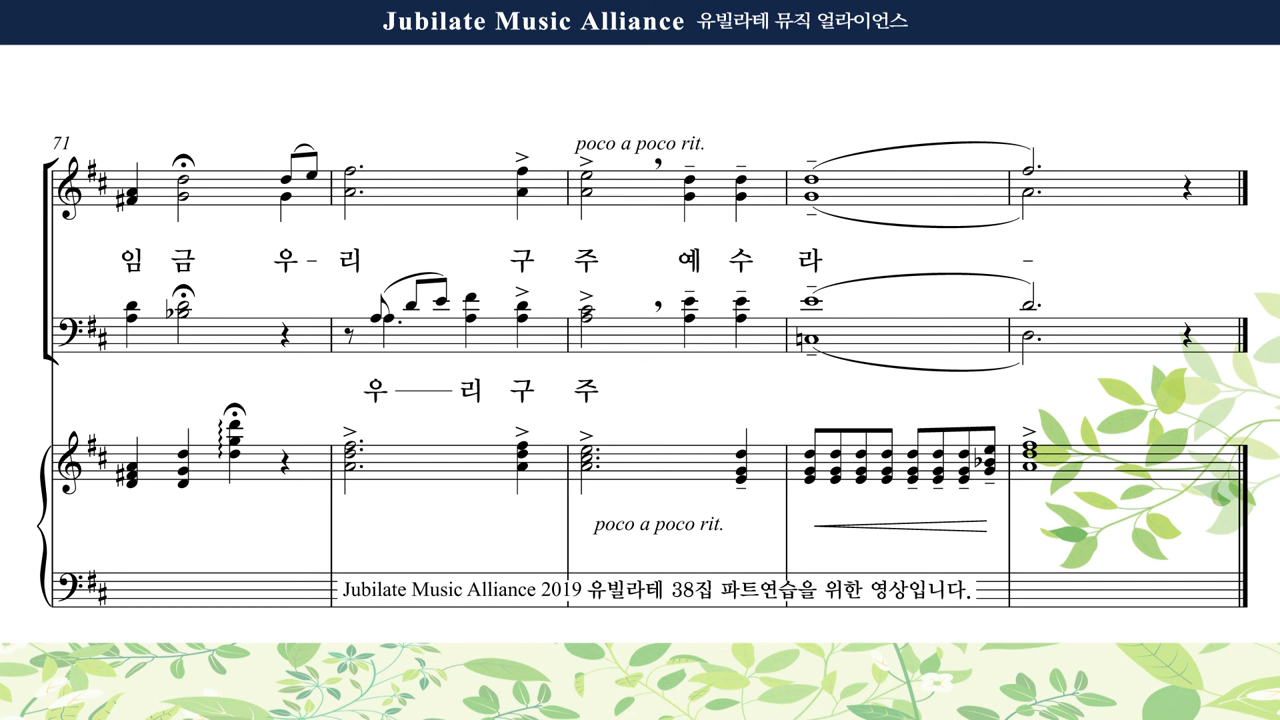 Jubilate Music Alliance 유빌라테 뮤직 얼라이언스
71
poco a poco rit.
임 금 우 - 리 구 주 예 수 라 -
우 리 구 주
poco a poco rit.
Jubilate Music Alliance 2019 유빌라테 38집 파트연습을 위한 영상입니다.